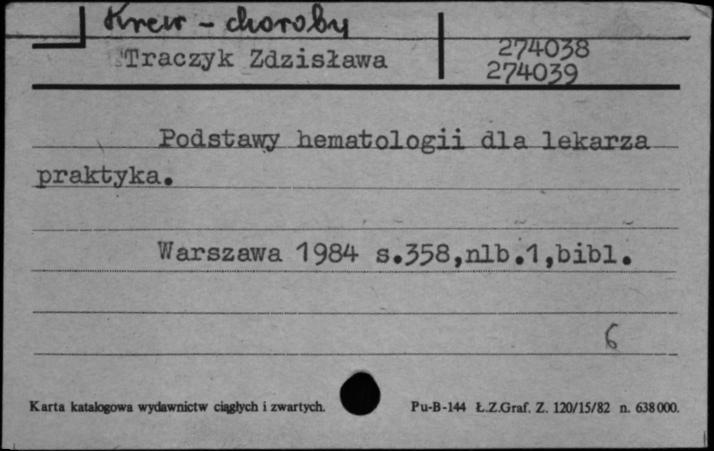 Krew - choroby
Traczyk Zdzisława
274038
274039
Podstawy hematologii dla lekarza
praktyka.
Warszawa 1984 s.358,nlb.1,bibl.
6
Karta katalogowa wydawnictw ciągłych i zwartych.
Pu-B-144 Ł.Z.Graf. Z. 120/15/82 n. 638000.